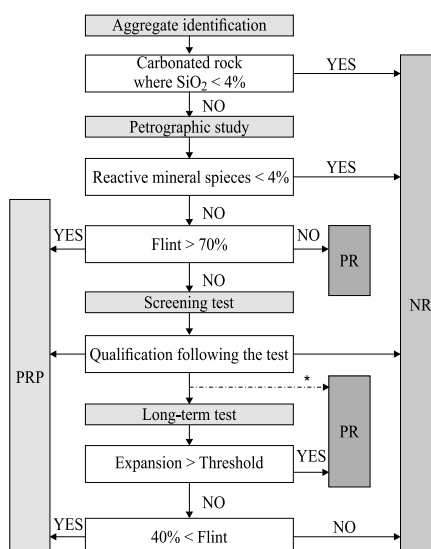 Aggregate identification
Carbonated rock
where SiO₂ < 4%
YES
NO
Petrographic study
Reactive mineral spieces < 4%
YES
NO
YES
Flint > 70%
NO
PR
NO
Screening test
NR
Qualification following the test
PRP
*
Long-term test
PR
Expansion > Threshold
YES
NO
YES
40% < Flint
NO